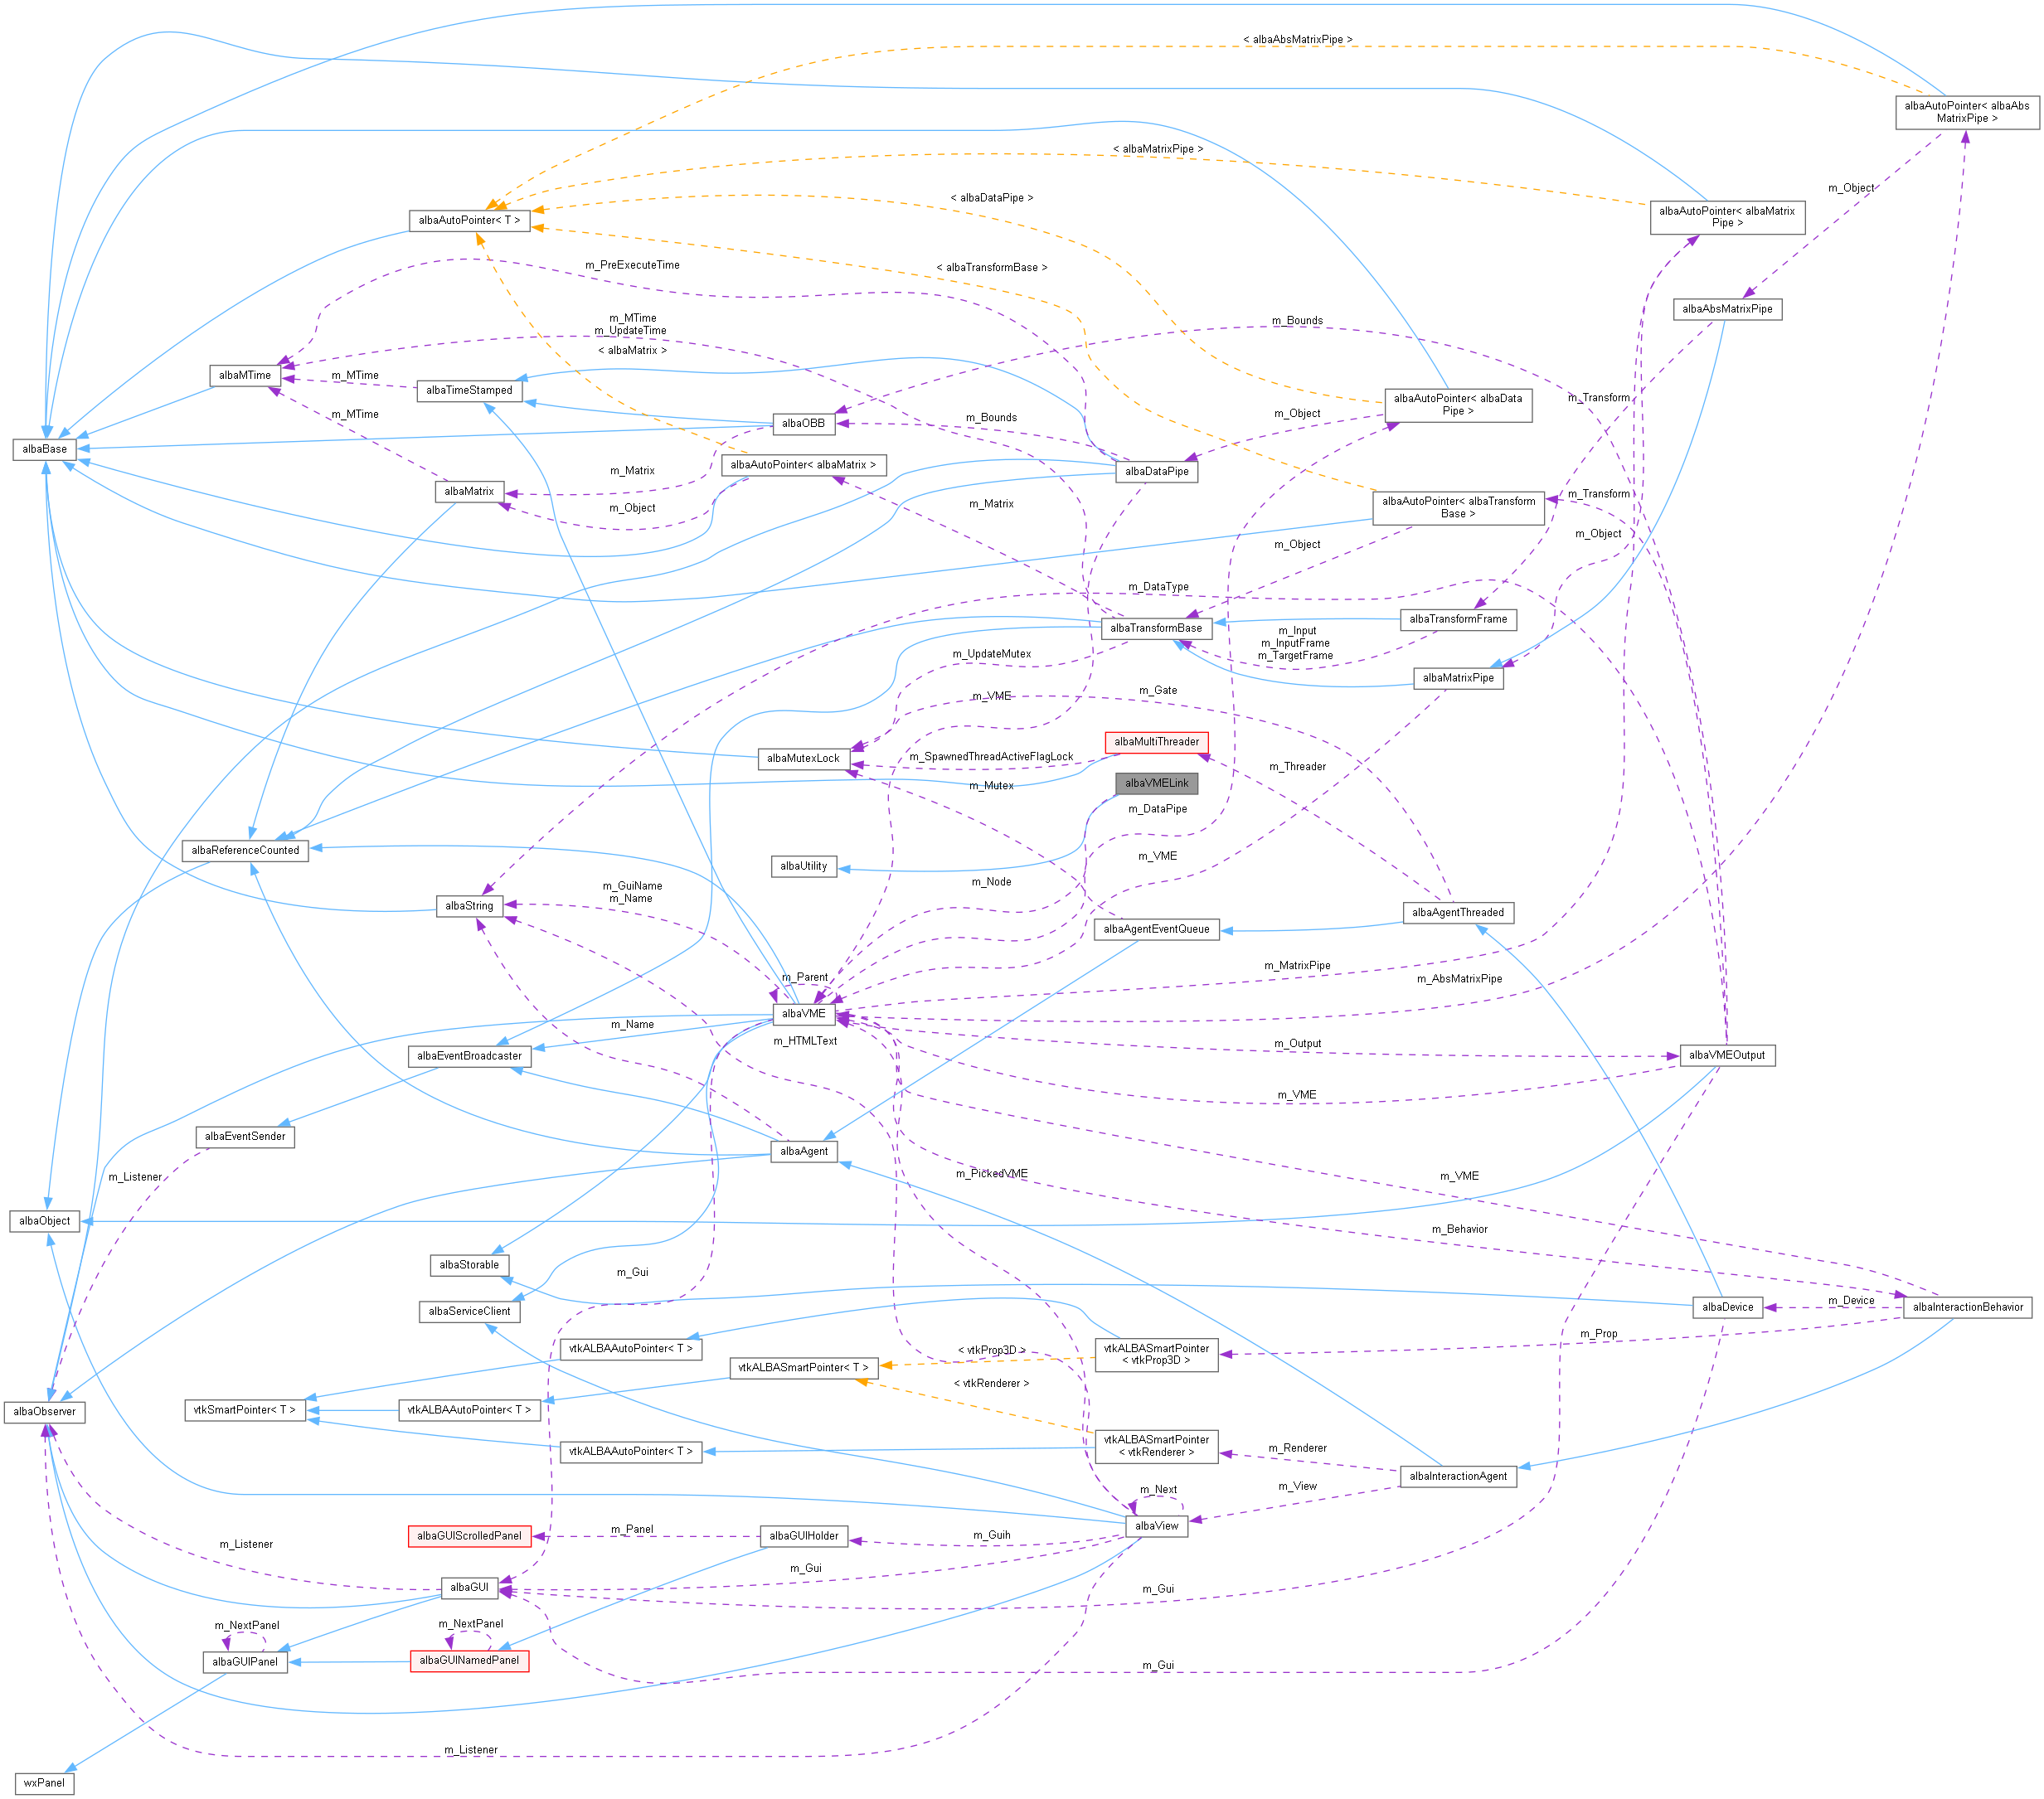 < albaAbsMatrixPipe >
albaAutoPointer< albaAbs
MatrixPipe >
< albaMatrixPipe >
m_Object
< albaDataPipe >
albaAutoPointer< albaMatrix
Pipe >
albaAutoPointer< T >
m_PreExecuteTime
< albaTransformBase >
albaAbsMatrixPipe
m_MTime
m_UpdateTime
m_Bounds
< albaMatrix >
albaMTime
m_MTime
albaTimeStamped
albaAutoPointer< albaData
Pipe >
m_Transform
m_MTime
albaOBB
m_Bounds
m_Object
albaBase
m_Matrix
albaAutoPointer< albaMatrix >
albaDataPipe
albaMatrix
m_Object
m_Matrix
albaAutoPointer< albaTransform
Base >
m_Transform
m_Object
m_Object
m_DataType
albaTransformBase
albaTransformFrame
m_Input
m_InputFrame
m_TargetFrame
m_UpdateMutex
albaMatrixPipe
m_VME
m_Gate
albaMutexLock
m_SpawnedThreadActiveFlagLock
albaMultiThreader
m_Threader
m_Mutex
albaVMELink
m_DataPipe
albaReferenceCounted
albaUtility
m_VME
m_Node
m_GuiName
m_Name
albaString
albaAgentThreaded
albaAgentEventQueue
m_Parent
m_MatrixPipe
m_AbsMatrixPipe
albaVME
m_Name
m_HTMLText
m_Output
albaEventBroadcaster
albaVMEOutput
m_VME
albaEventSender
albaAgent
m_Listener
m_PickedVME
m_VME
albaObject
m_Behavior
albaStorable
m_Gui
albaServiceClient
m_Device
albaDevice
albaInteractionBehavior
m_Prop
vtkALBAAutoPointer< T >
< vtkProp3D >
vtkALBASmartPointer
< vtkProp3D >
vtkALBASmartPointer< T >
< vtkRenderer >
albaObserver
vtkSmartPointer< T >
vtkALBAAutoPointer< T >
vtkALBAAutoPointer< T >
vtkALBASmartPointer
< vtkRenderer >
m_Renderer
albaInteractionAgent
m_View
m_Next
albaView
albaGUIScrolledPanel
m_Panel
albaGUIHolder
m_Guih
m_Listener
m_Gui
albaGUI
m_Gui
m_NextPanel
m_NextPanel
albaGUIPanel
albaGUINamedPanel
m_Gui
m_Listener
wxPanel